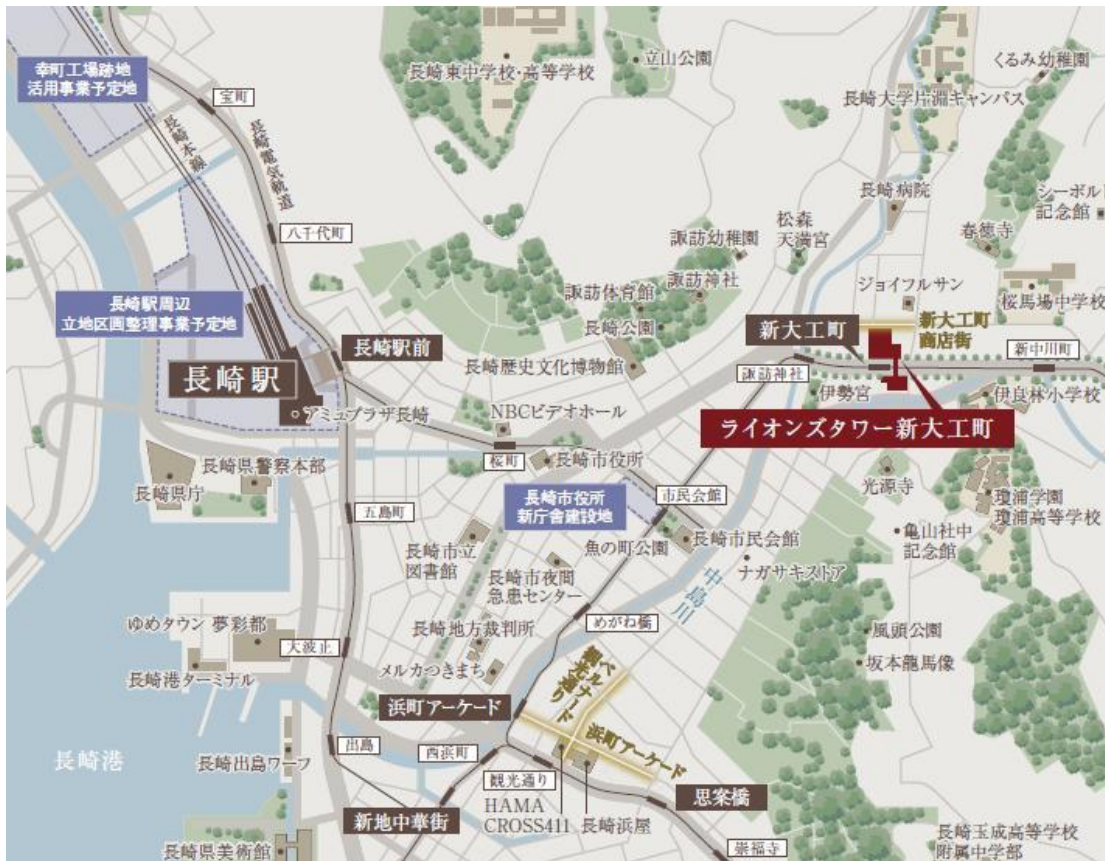 幸町工場跡地
活用事業予定地
宝町
長崎本線
長崎電気軌道
長崎東中学校・高等学校
立山公園
くるみ幼稚園
長崎大学片淵キャンパス
八千代町
長崎病院
松森
天満宮
シーボルト
記念館
春徳寺
諏訪幼稚園
諏訪神社
諏訪体育館
長崎公園
ジョイフルサン
桜馬場中学校
長崎駅周辺
立地区画整理事業予定地
長崎駅前
長崎駅
アミュプラザ長崎
長崎歴史文化博物館
新大工町
新大工町
商店街
新中川町
諏訪神社
伊勢宮
伊良林小学校
ライオンズタワー新大工町
NBCビデオホール
桜町
長崎市役所
長崎県警察本部
長崎県庁
長崎市役所
新庁舎建設地
市民会館
光源寺
瓊浦学園
瓊浦高等学校
五島町
長崎市立
図書館
魚の町公園
長崎市民会館
亀山社中
記念館
ナガサキストア
中島川
長崎市夜間
急患センター
めがね橋
ゆめタウン 夢彩都
大波止
長崎地方裁判所
風頭公園
坂本龍馬像
長崎港ターミナル
メルカつきまち
ベルナード
観光通り
浜町アーケード
浜町アーケード
長崎港
出島
西浜町
長崎出島ワーフ
観光通り
思案橋
新地中華街
HAMA
CROSS411
長崎浜屋
長崎県美術館
崇福寺
長崎玉成高等学校
附属中学部